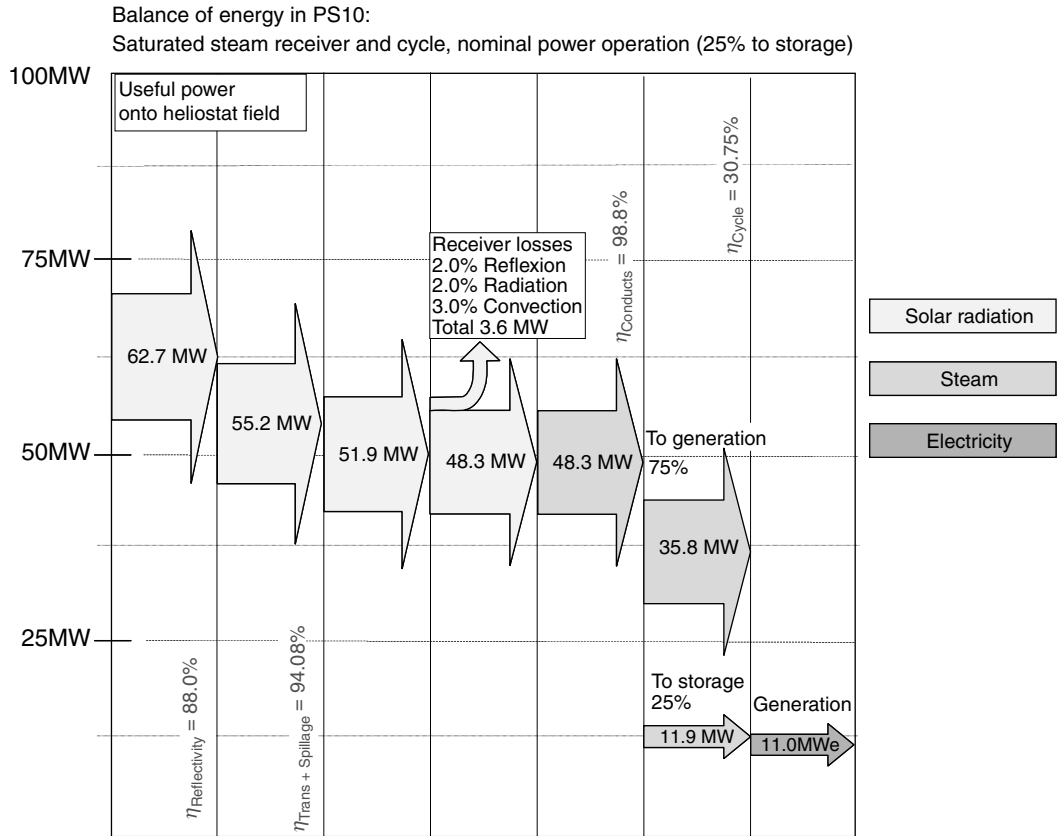 Balance of energy in PS10:
Saturated steam receiver and cycle, nominal power operation (25% to storage)
100MW
Useful power
onto heliostat field
ηCycle = 30.75%
ηConducts = 98.8%
75MW
Receiver losses
2.0% Reflexion
2.0% Radiation
3.0% Convection
Total 3.6 MW
Solar radiation
Steam
Electricity
62.7 MW
55.2 MW
51.9 MW
48.3 MW
48.3 MW
50MW
To generation
75%
35.8 MW
25MW
ηReflectivity = 88.0%
ηTrans + Spillage = 94.08%
To storage
25%
11.9 MW
Generation
11.0MWe